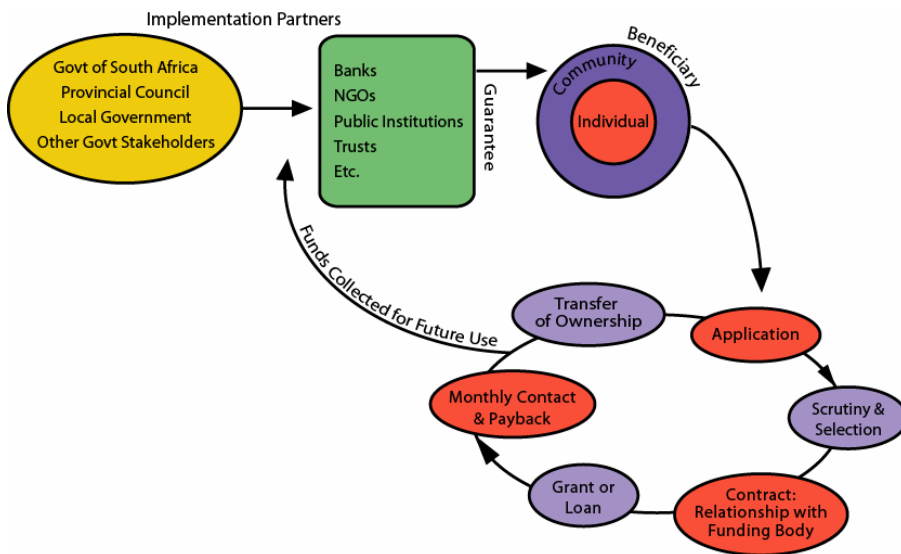 Implementation Partners
Govt of South Africa
Provincial Council
Local Government
Other Govt Stakeholders
Banks
NGOs
Public Institutions
Trusts
Etc.
Guarantee
Beneficiary
Community
Individual
Funds Collected for Future Use
Transfer
of Ownership
Application
Scrutiny &
Selection
Contract:
Relationship with
Funding Body
Grant or
Loan
Monthly Contact
& Payback